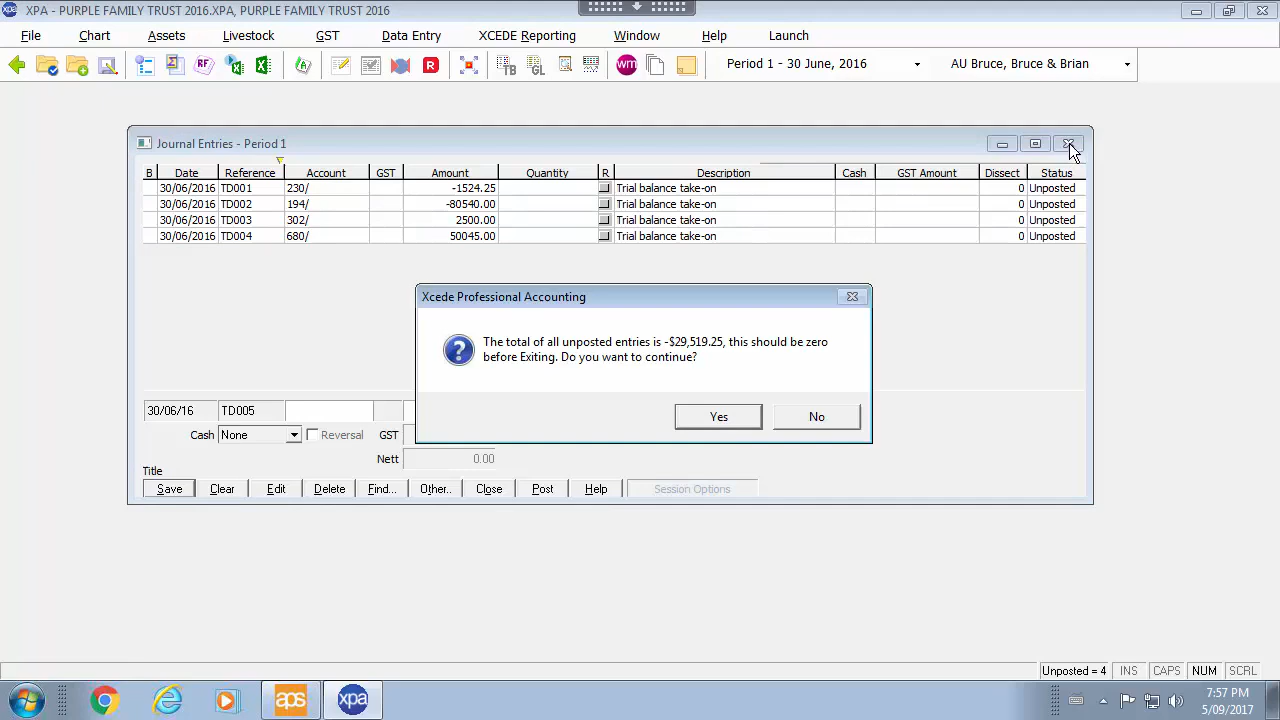 XPA - PURPLE FAMILY TRUST 2016.XPA, PURPLE FAMILY TRUST 2016
File Chart Assets Livestock GST Data Entry XCEDE Reporting Window Help Launch
RF R TB GL wm Period 1 - 30 June, 2016 AU Bruce, Bruce & Brian
Journal Entries - Period 1
B Date Reference Account GST Amount Quantity R Description Cash GST Amount Dissect Status
30/06/2016 TD001 230/ -1524.25 Trial balance take-on 0 Unposted
30/06/2016 TD002 194/ -80540.00 Trial balance take-on 0 Unposted
30/06/2016 TD003 302/ 2500.00 Trial balance take-on 0 Unposted
30/06/2016 TD004 680/ 50045.00 Trial balance take-on 0 Unposted
Xcede Professional Accounting
The total of all unposted entries is -$29,519.25, this should be zero
before Exiting. Do you want to continue?
Yes No
30/06/16 TD005
Cash None Reversal GST
Nett 0.00
Title
Save Clear Edit Delete Find... Other.. Close Post Help Session Options
Unposted = 4 INS CAPS NUM SCRL
aps xpa
7:57 PM
5/09/2017